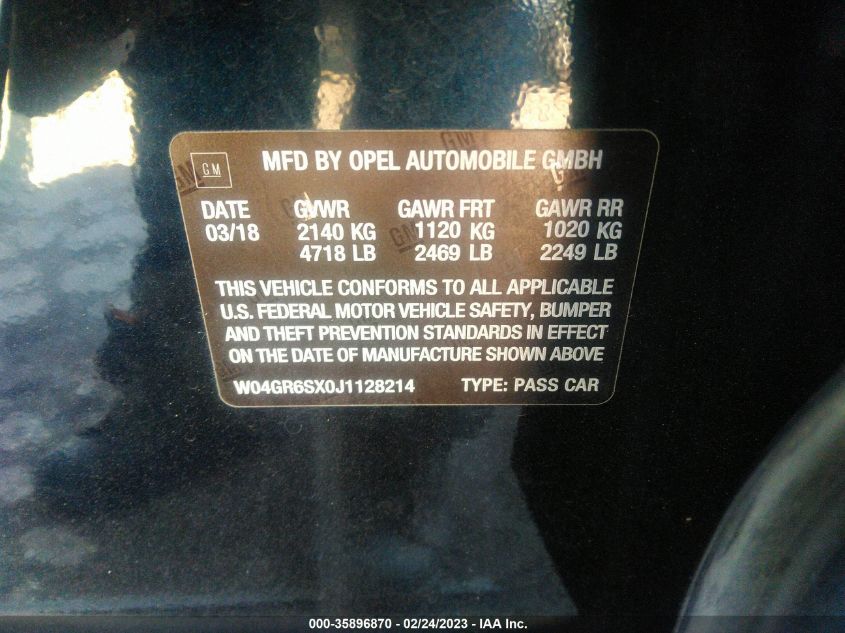 GM MFD BY OPEL AUTOMOBILE GMBH
DATE GVWR GAWR FRT GAWR RR
03/18 2140 KG 1120 KG 1020 KG
4718 LB 2469 LB 2249 LB
THIS VEHICLE CONFORMS TO ALL APPLICABLE
U.S. FEDERAL MOTOR VEHICLE SAFETY, BUMPER
AND THEFT PREVENTION STANDARDS IN EFFECT
ON THE DATE OF MANUFACTURE SHOWN ABOVE
W04GR6SX0J1128214 TYPE: PASS CAR
000-35896870 - 02/24/2023 - IAA Inc.